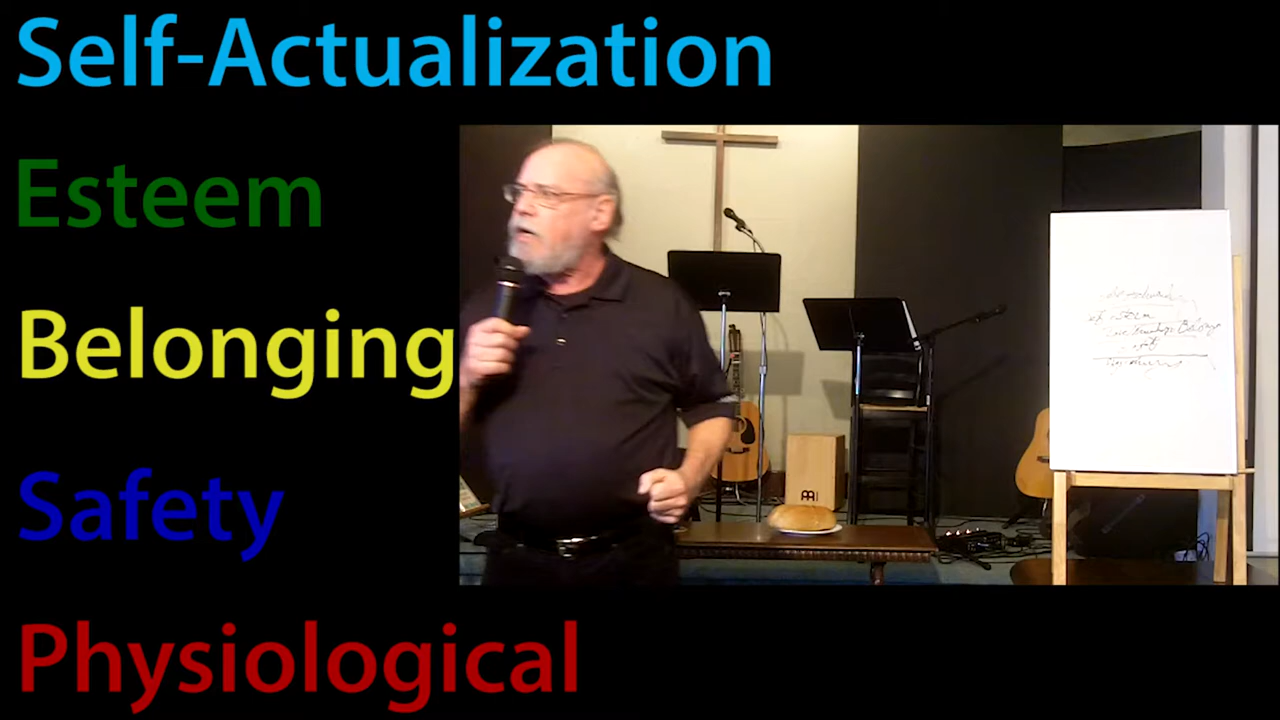 Self-Actualization
Esteem
Belonging
Safety
Physiological